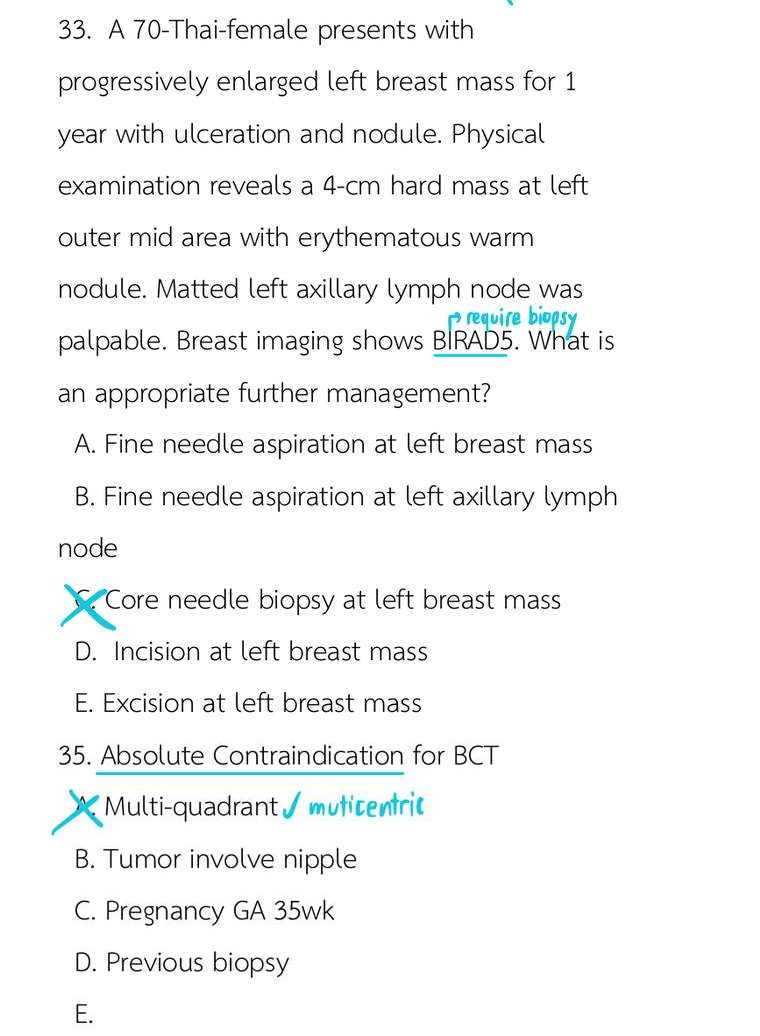 33. A 70-Thai-female presents with
progressively enlarged left breast mass for 1
year with ulceration and nodule. Physical
examination reveals a 4-cm hard mass at left
outer mid area with erythematous warm
nodule. Matted left axillary lymph node was
require biopsy
palpable. Breast imaging shows BIRAD5. What is
an appropriate further management?
A. Fine needle aspiration at left breast mass
B. Fine needle aspiration at left axillary lymph
node
C. Core needle biopsy at left breast mass
D. Incision at left breast mass
E. Excision at left breast mass
35. Absolute Contraindication for BCT
A. Multi-quadrant ✓ muticentric
B. Tumor involve nipple
C. Pregnancy GA 35wk
D. Previous biopsy
E.